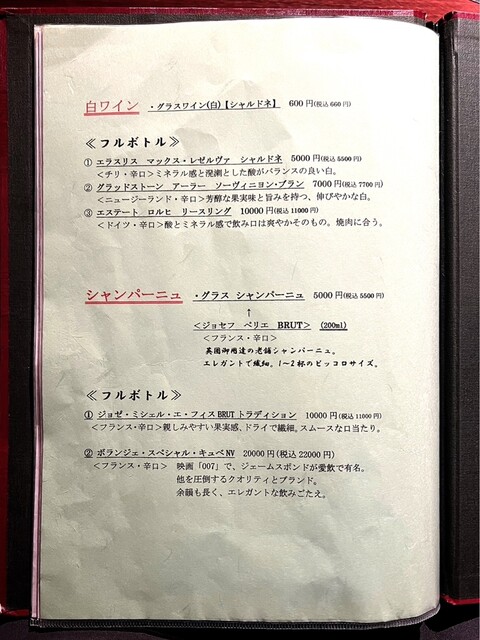 白ワイン ・グラスワイン(白)【シャルドネ】 600円(税込660円)
≪フルボトル≫
① エラスリス マックス・レゼルヴァ シャルドネ 5000円(税込5500円)
＜チリ・辛口＞ミネラル感と溌溂とした酸がバランスの良い白。
② グラッドストーン アーラー ソーヴィニヨン・ブラン 7000円(税込7700円)
＜ニュージーランド・辛口＞芳醇な果実味と旨みを持つ、伸びやかな白。
③ エステート ロルヒ リースリング 10000円(税込11000円)
＜ドイツ・辛口＞酸とミネラル感で飲み口は爽やかそのもの。焼肉に合う。
シャンパーニュ ・グラス シャンパーニュ 5000円(税込5500円)
↑
＜ジョセフ ペリエ BRUT＞ (200ml)
＜フランス・辛口＞
英国御用達の老舗シャンパーニュ。
エレガントで繊細。1～2杯のピッコロサイズ。
≪フルボトル≫
① ジョゼ・ミシェル・エ・フィスBRUTトラディション 10000円(税込11000円)
＜フランス・辛口＞親しみやすい果実感、ドライで繊細。スムースな口当たり。
② ボランジェ・スペシャル・キュベNV 20000円(税込22000円)
＜フランス・辛口＞ 映画「007」で、ジェームスボンドが愛飲で有名。
他を圧倒するクオリティとブランド。
余韻も長く、エレガントな飲みごたえ。